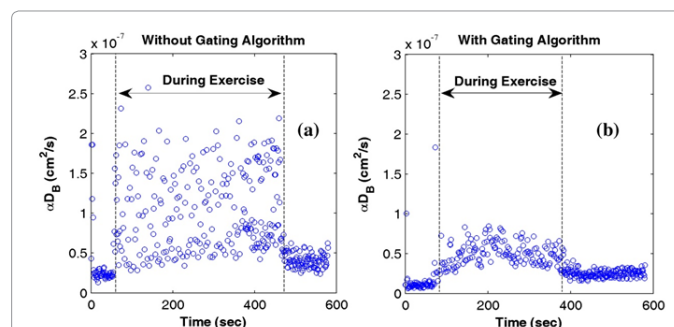 Without Gating Algorithm
x 10^-7
During Exercise
(a)
3
2.5
2
1.5
1
0.5
0
0
200
400
600
αD_B (cm²/s)
Time (sec)
With Gating Algorithm
x 10^-7
During Exercise
(b)
3
2.5
2
1.5
1
0.5
0
0
200
400
600
αD_B (cm²/s)
Time (sec)